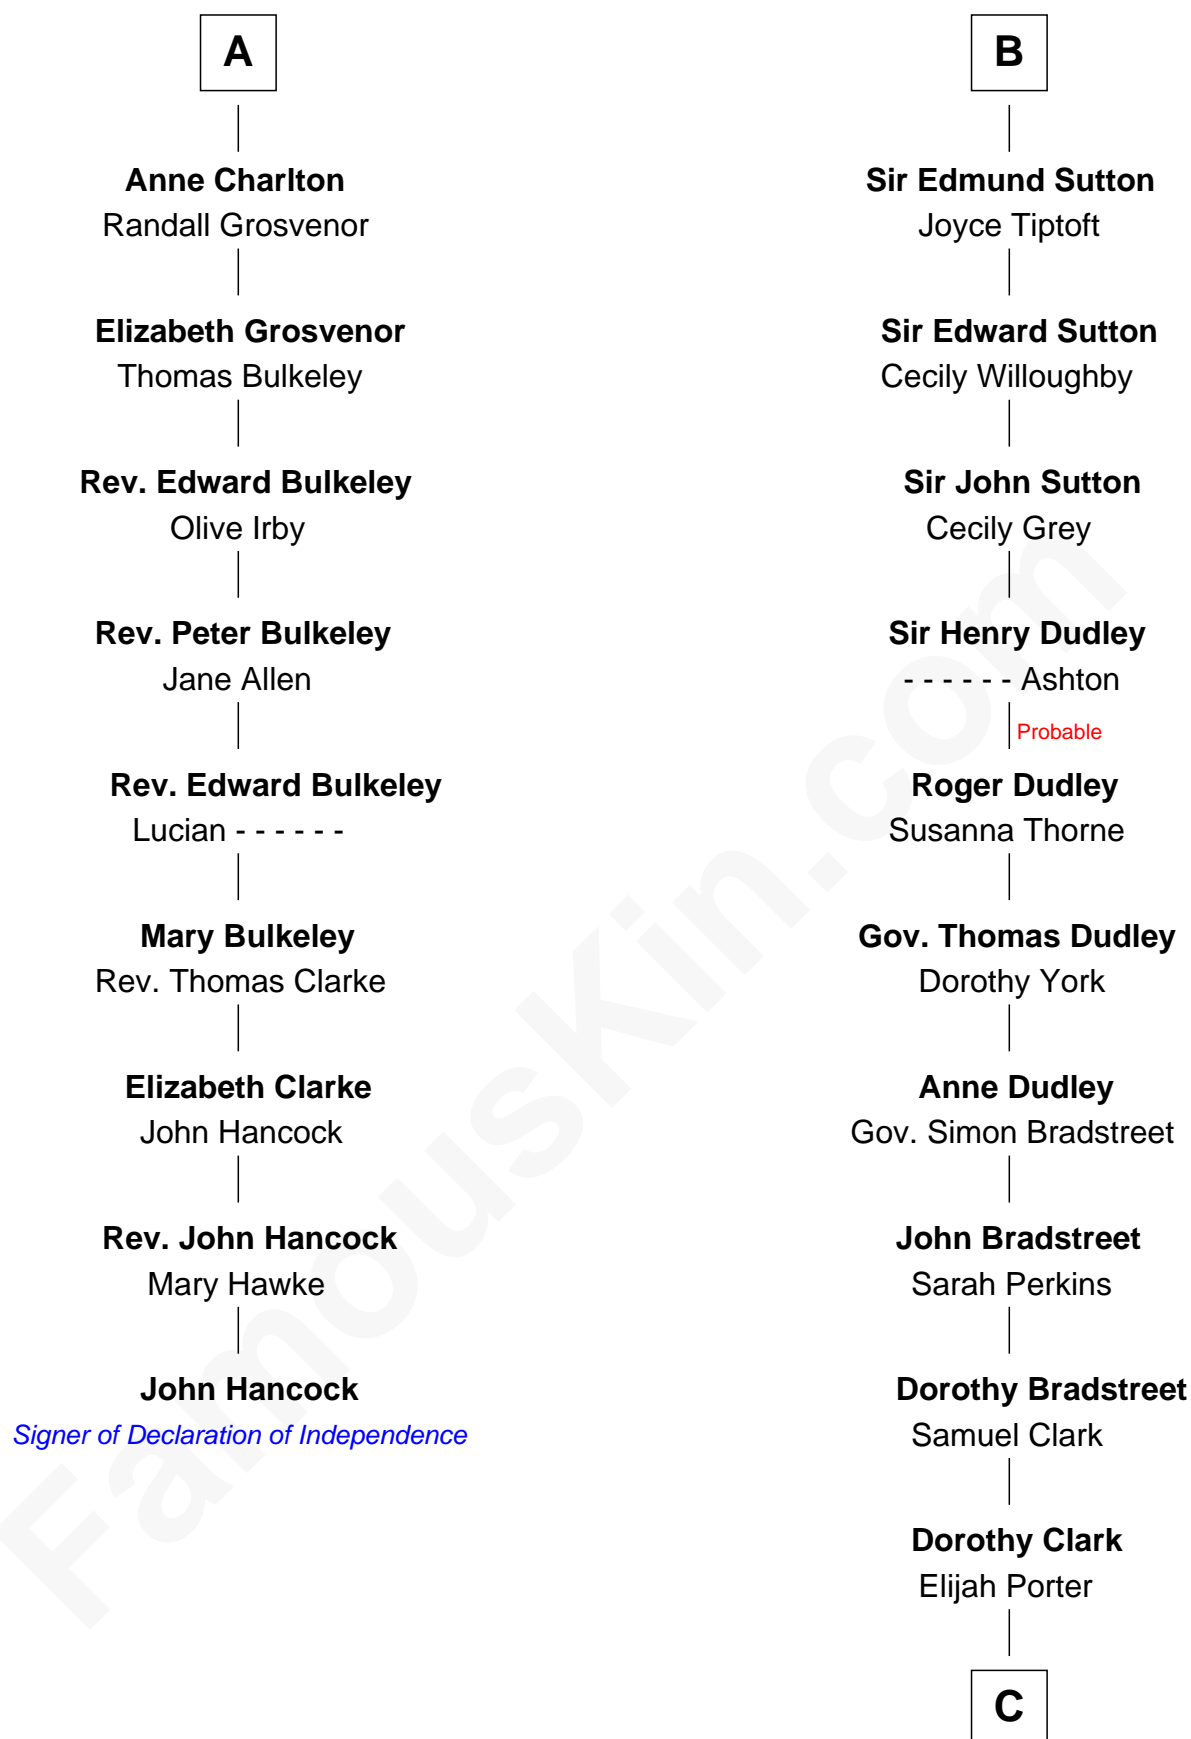 A
Anne Charlton
Randall Grosvenor
Elizabeth Grosvenor
Thomas Bulkeley
Rev. Edward Bulkeley
Olive Irby
Rev. Peter Bulkeley
Jane Allen
Rev. Edward Bulkeley
Lucian - - - - - -
Mary Bulkeley
Rev. Thomas Clarke
Elizabeth Clarke
John Hancock
Rev. John Hancock
Mary Hawke
John Hancock
Signer of Declaration of Independence
B
Sir Edmund Sutton
Joyce Tiptoft
Sir Edward Sutton
Cecily Willoughby
Sir John Sutton
Cecily Grey
Sir Henry Dudley
- - - - - - Ashton
Probable
Roger Dudley
Susanna Thorne
Gov. Thomas Dudley
Dorothy York
Anne Dudley
Gov. Simon Bradstreet
John Bradstreet
Sarah Perkins
Dorothy Bradstreet
Samuel Clark
Dorothy Clark
Elijah Porter
C
FamousKin.com